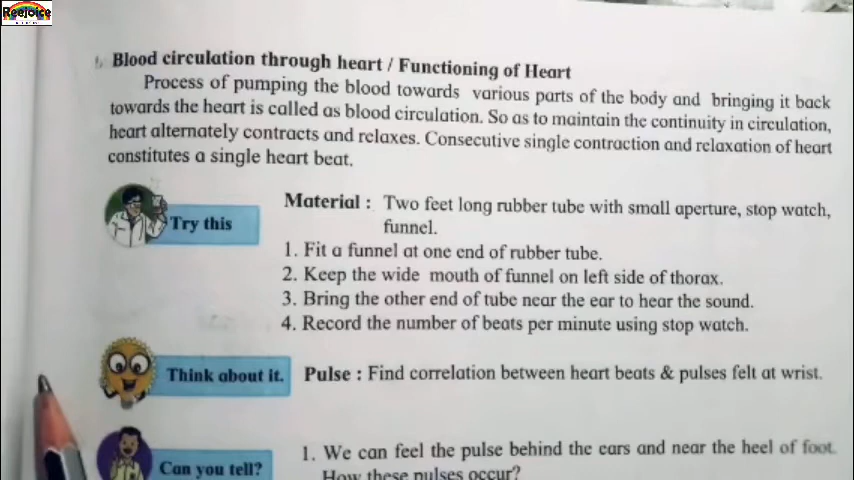 Reejoice
Blood circulation through heart / Functioning of Heart
Process of pumping the blood towards various parts of the body and bringing it back
towards the heart is called as blood circulation. So as to maintain the continuity in circulation,
heart alternately contracts and relaxes. Consecutive single contraction and relaxation of heart
constitutes a single heart beat.
Try this
Material : Two feet long rubber tube with small aperture, stop watch,
funnel.
1. Fit a funnel at one end of rubber tube.
2. Keep the wide mouth of funnel on left side of thorax.
3. Bring the other end of tube near the ear to hear the sound.
4. Record the number of beats per minute using stop watch.
Think about it.
Pulse : Find correlation between heart beats & pulses felt at wrist.
Can you tell?
1. We can feel the pulse behind the ears and near the heel of foot.
How these pulses occur?